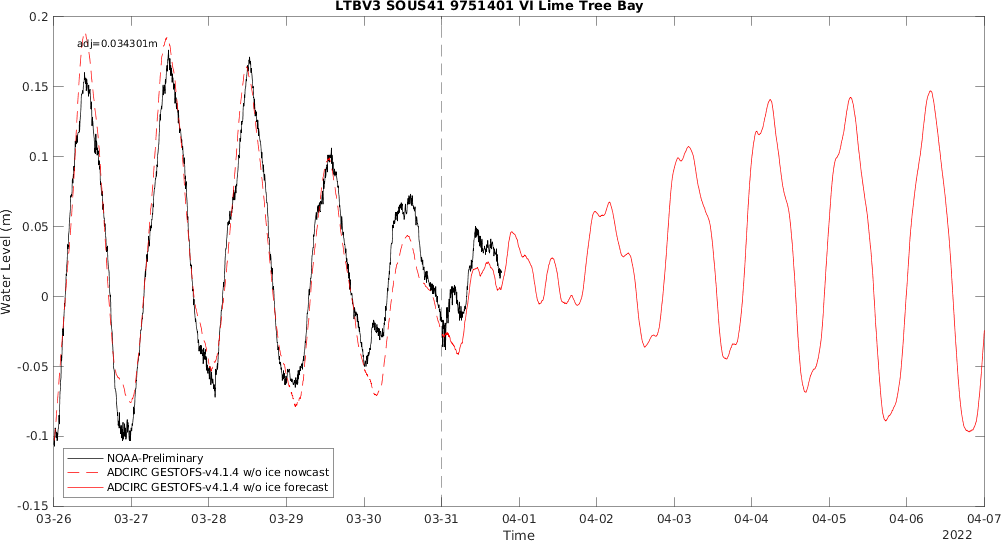 LTBV3 SOUS41 9751401 VI Lime Tree Bay
adj=0.034301m
Water Level (m)
0.2
0.15
0.1
0.05
0
-0.05
-0.1
-0.15
NOAA-Preliminary
ADCIRC GESTOFS-v4.1.4 w/o ice nowcast
ADCIRC GESTOFS-v4.1.4 w/o ice forecast
03-26 03-27 03-28 03-29 03-30 03-31 04-01 04-02 04-03 04-04 04-05 04-06 04-07
Time
2022